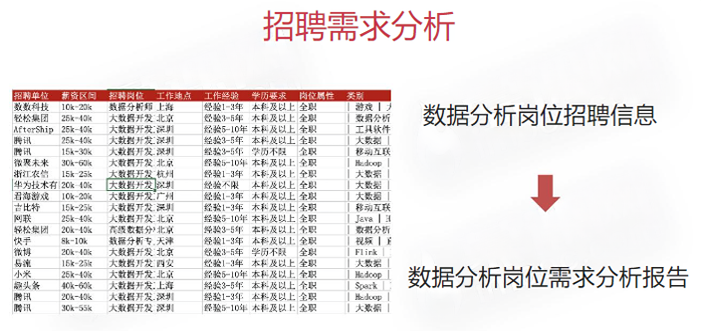 招聘需求分析
招聘单位 薪资区间 招聘岗位 工作地点 工作经验 学历要求 岗位属性 类别
数数科技 10k-20k 数据分析师 上海 经验1-3年 本科及以上 全职 | 游戏 | 大
轻松集团 25k-40k 大数据开发 北京 经验3-5年 本科及以上 全职 | 数据分析
AfterShip 25k-40k 大数据开发 深圳 经验5-10年 本科及以上 全职 | 工具软件
腾讯 25k-40k 大数据开发 深圳 经验3-5年 本科及以上 全职 | 大数据 |
腾讯 15k-30k 大数据开发 深圳 经验3-5年 学历不限 全职 | 移动互联
微聚未来 30k-60k 大数据开发 北京 经验5-10年 本科及以上 全职 | Hadoop |
浙江农信 15k-25k 大数据开发 杭州 经验1-3年 本科及以上 全职 | 大数据 |
华为技术有 20k-40k 大数据开发 深圳 经验不限 本科及以上 全职 | 大数据 |
君海游戏 10k-20k 大数据开发 广州 经验1-3年 本科及以上 全职 | 大数据 |
吉比特 15k-25k 大数据开发 深圳 经验1-3年 本科及以上 全职 | 移动互联
阿联 25k-40k 大数据开发 北京 经验5-10年 本科及以上 全职 | Java |
轻松集团 20k-40k 高级数据分 北京 经验3-5年 本科及以上 全职 | 数据分析
快手 8k-10k 数据分析专 天津 经验1-3年 本科及以上 全职 | 视频 |
微博 20k-40k 大数据开发 北京 经验3-5年 学历不限 全职 | Flink |
易流 15k-25k 大数据开发 西安 经验1-3年 本科及以上 全职 | 大数据 |
小米 25k-40k 大数据开发 北京 经验5-10年 本科及以上 全职 | Hadoop |
趣头条 40k-60k 大数据开发 上海 经验3-5年 本科及以上 全职 | Spark |
腾讯 20k-40k 大数据开发 深圳 经验1-3年 本科及以上 全职 | Hadoop |
腾讯 30k-55k 大数据开发 深圳 经验5-10年 本科及以上 全职 | 大数据 |
数据分析岗位招聘信息
数据分析岗位需求分析报告